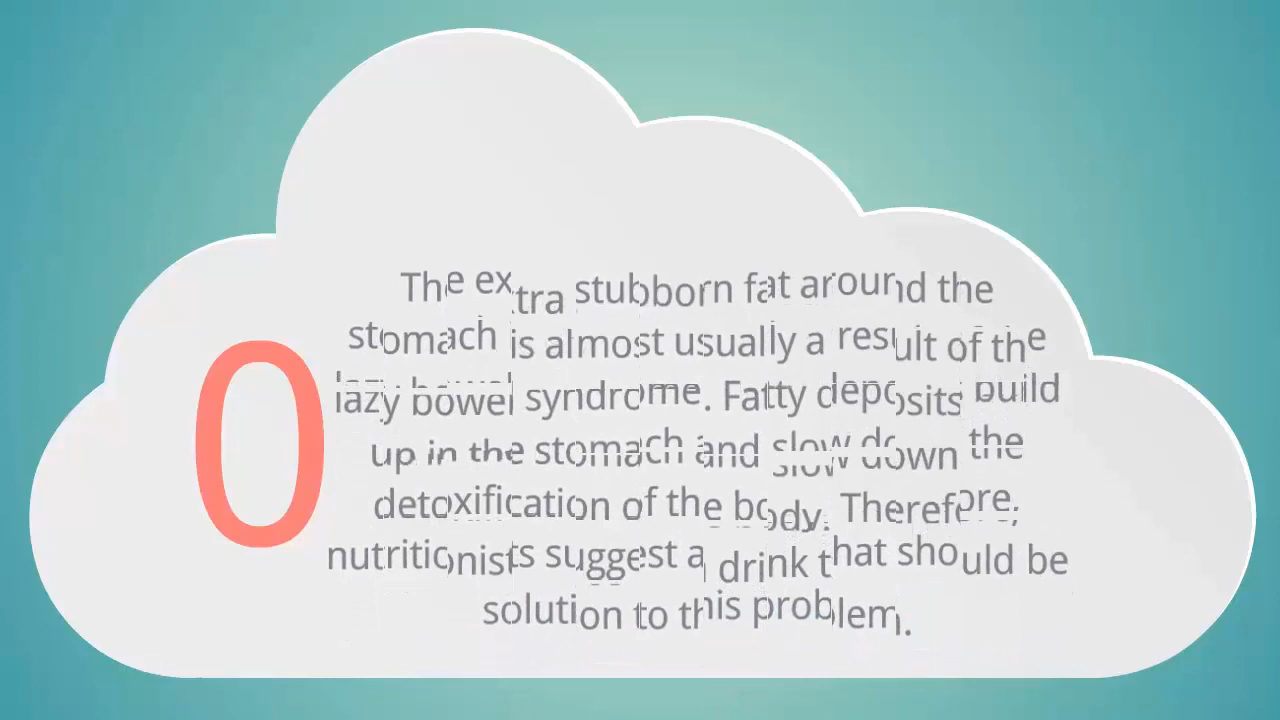 The extra stubborn fat around the
stomach is almost usually a result of the
0
lazy bowel syndrome. Fatty deposits build
up in the stomach and slow down the
detoxification of the body. Therefore,
nutritionists suggest a drink that should be
solution to this problem.